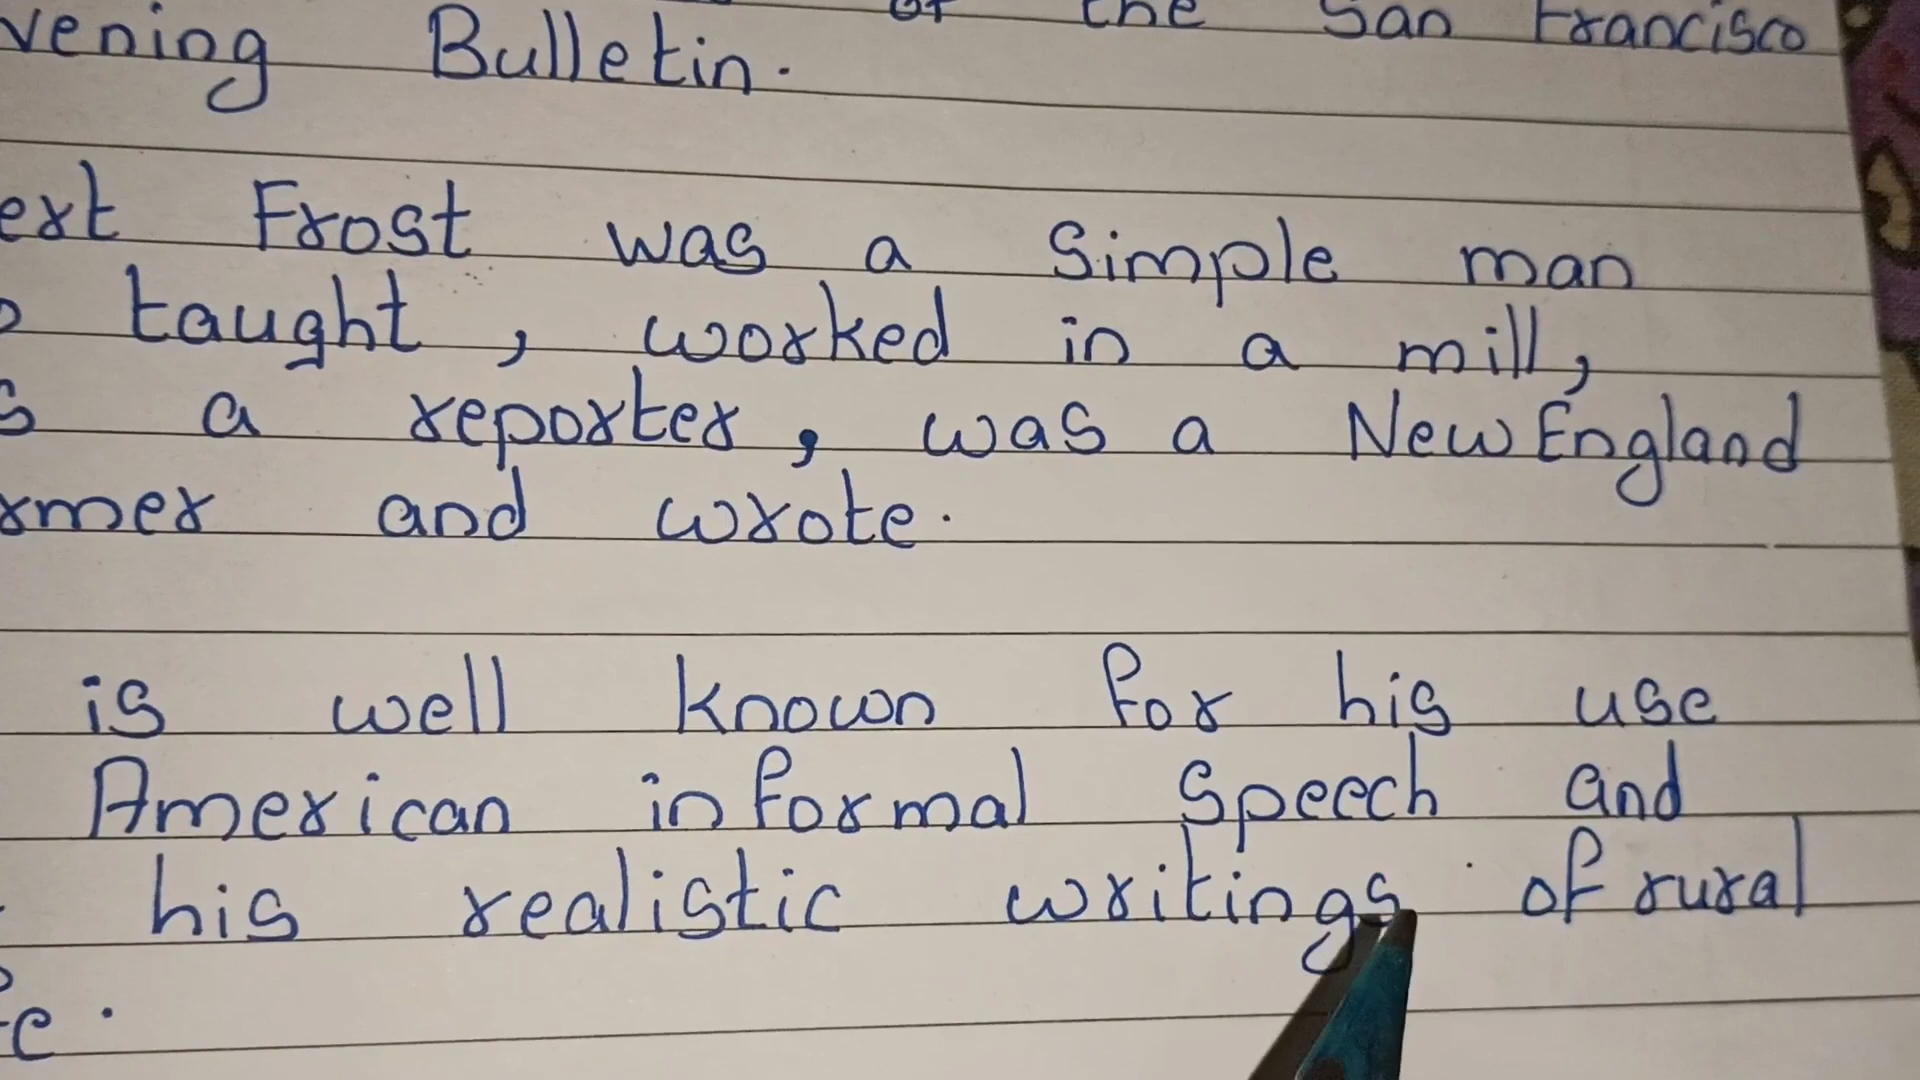 of the San Francisco
vening Bulletin.
ert Frost was a Simple man
o taught, worked in a mill,
s a reporter, was a New England
rmer and wrote.
is well known for his use
American informal Speech and
his realistic writings of rural
e.